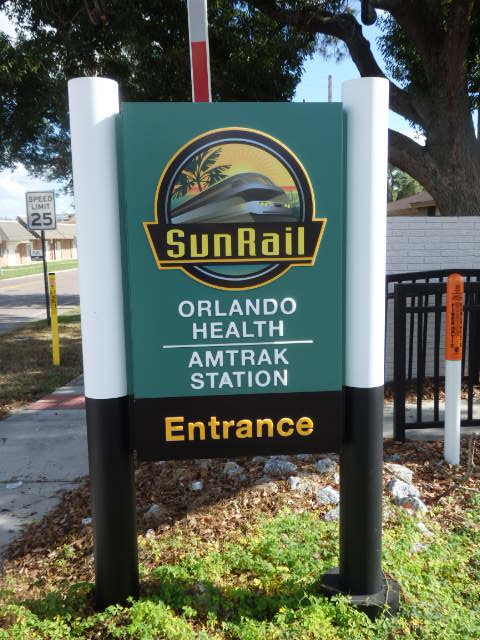 SunRail
ORLANDO
HEALTH
AMTRAK
STATION
Entrance
SPEED
LIMIT
25